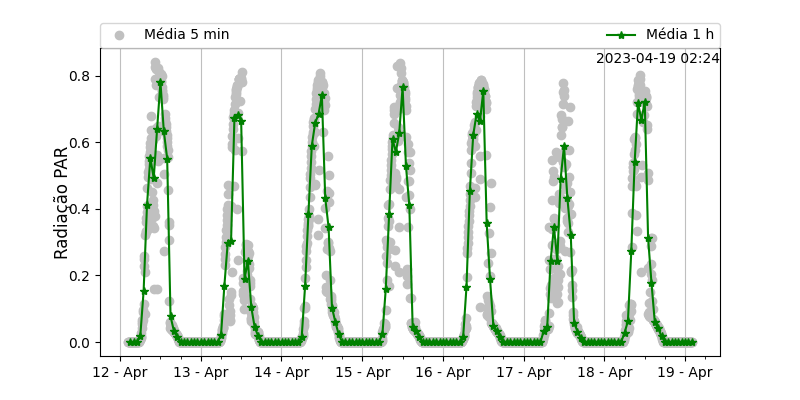 Média 5 min
Média 1 h
2023-04-19 02:24
Radiação PAR
0.8
0.6
0.4
0.2
0.0
12 - Apr
13 - Apr
14 - Apr
15 - Apr
16 - Apr
17 - Apr
18 - Apr
19 - Apr